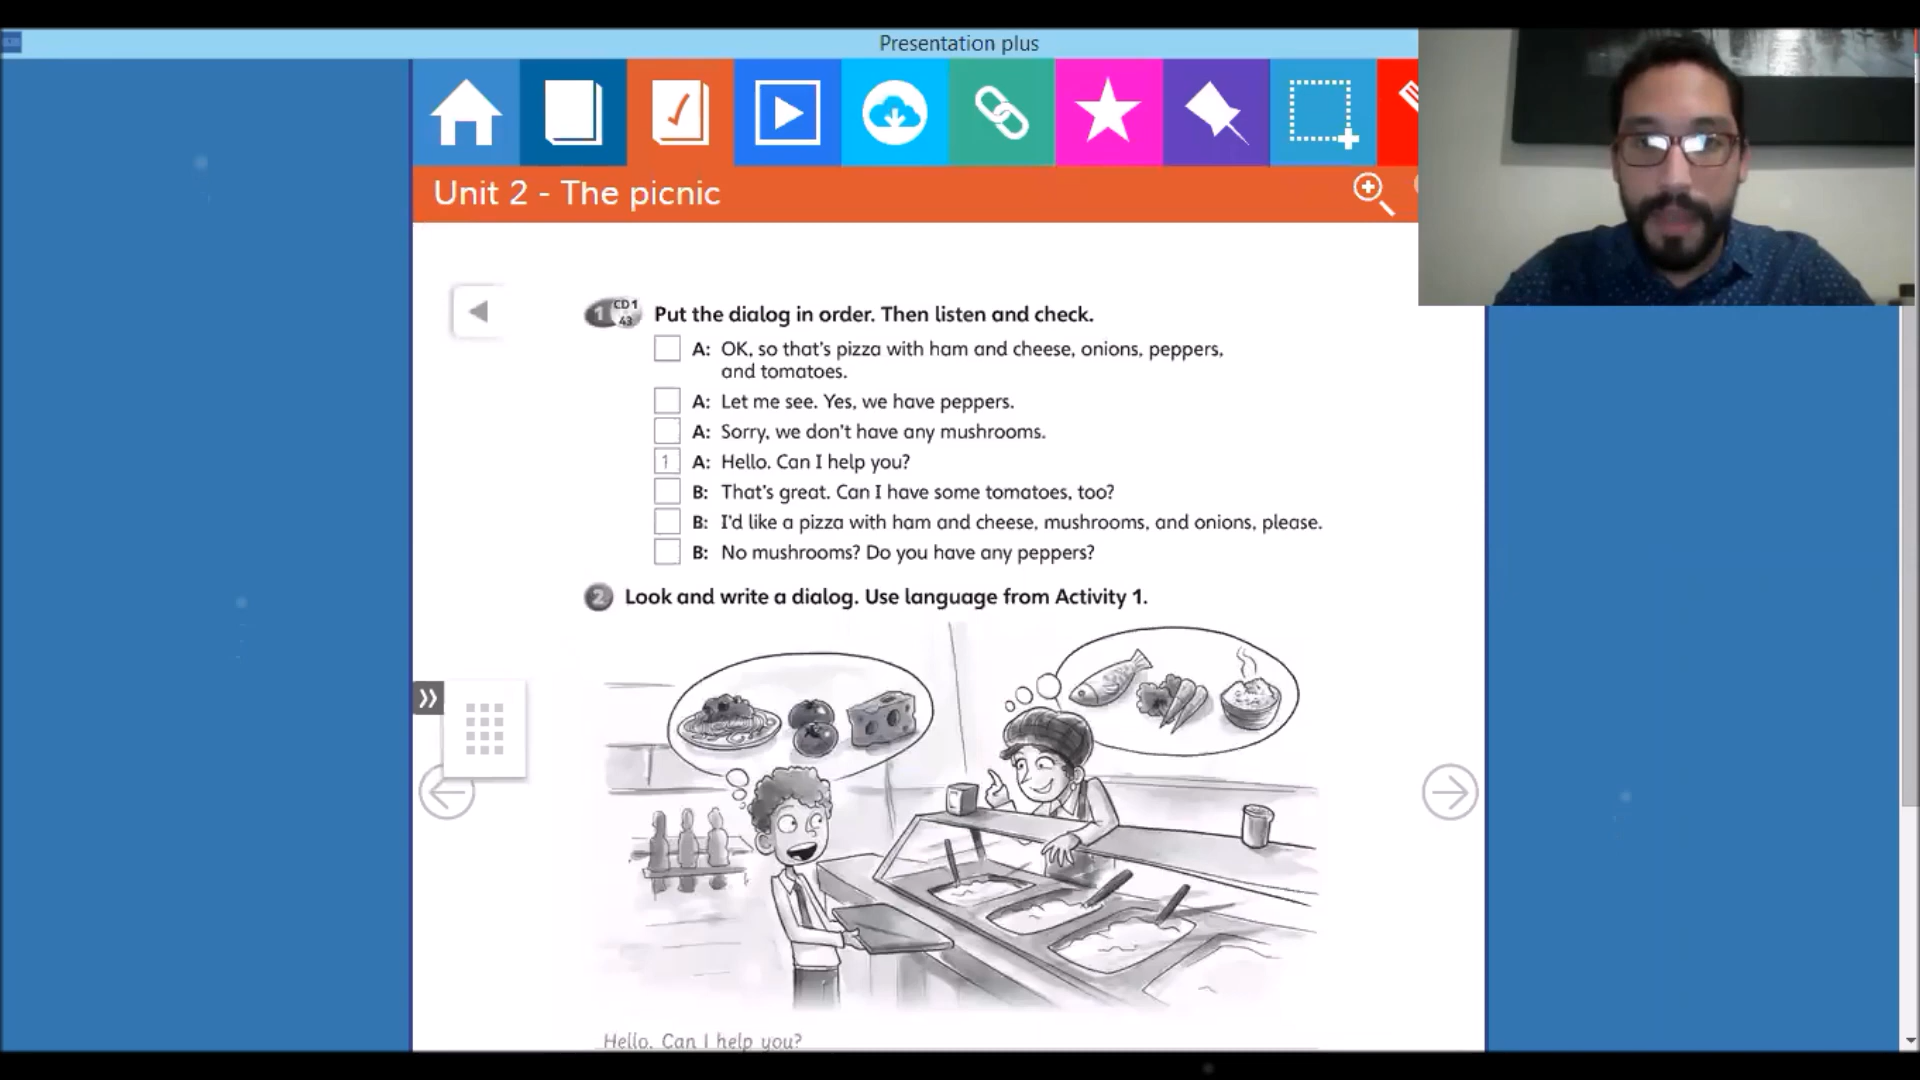 Presentation plus
Unit 2 - The picnic
1 CD1 43 Put the dialog in order. Then listen and check.
A: OK, so that's pizza with ham and cheese, onions, peppers,
and tomatoes.
A: Let me see. Yes, we have peppers.
A: Sorry, we don't have any mushrooms.
1 A: Hello. Can I help you?
B: That's great. Can I have some tomatoes, too?
B: I'd like a pizza with ham and cheese, mushrooms, and onions, please.
B: No mushrooms? Do you have any peppers?
2 Look and write a dialog. Use language from Activity 1.
Hello. Can I help you?